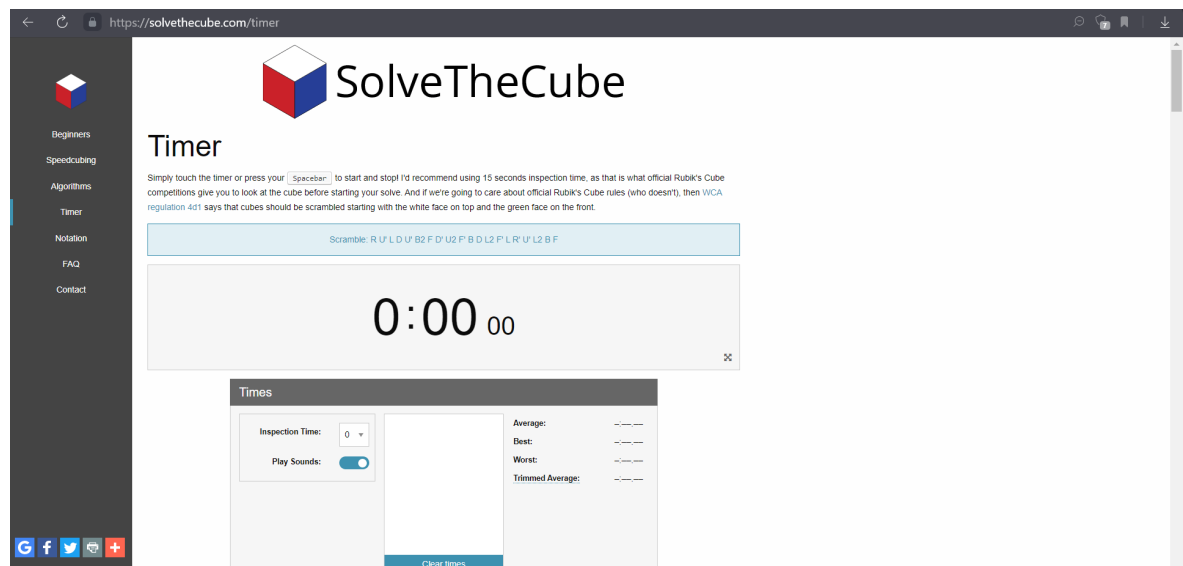 https://solvethecube.com/timer
7
SolveTheCube
Beginners
Speedcubing
Algorithms
Timer
Notation
FAQ
Contact
Timer
Simply touch the timer or press your Spacebar to start and stop! I'd recommend using 15 seconds inspection time, as that is what official Rubik's Cube
competitions give you to look at the cube before starting your solve. And if we're going to care about official Rubik's Cube rules (who doesn't), then WCA
regulation 4d1 says that cubes should be scrambled starting with the white face on top and the green face on the front.
Scramble: R U' L D U' B2 F D' U2 F' B D L2 F' L R' U' L2 B F
0:00 00
Times
Inspection Time: 0
Play Sounds:
Clear times
Average: -:--.--
Best: -:--.--
Worst: -:--.--
Trimmed Average: -:--.--